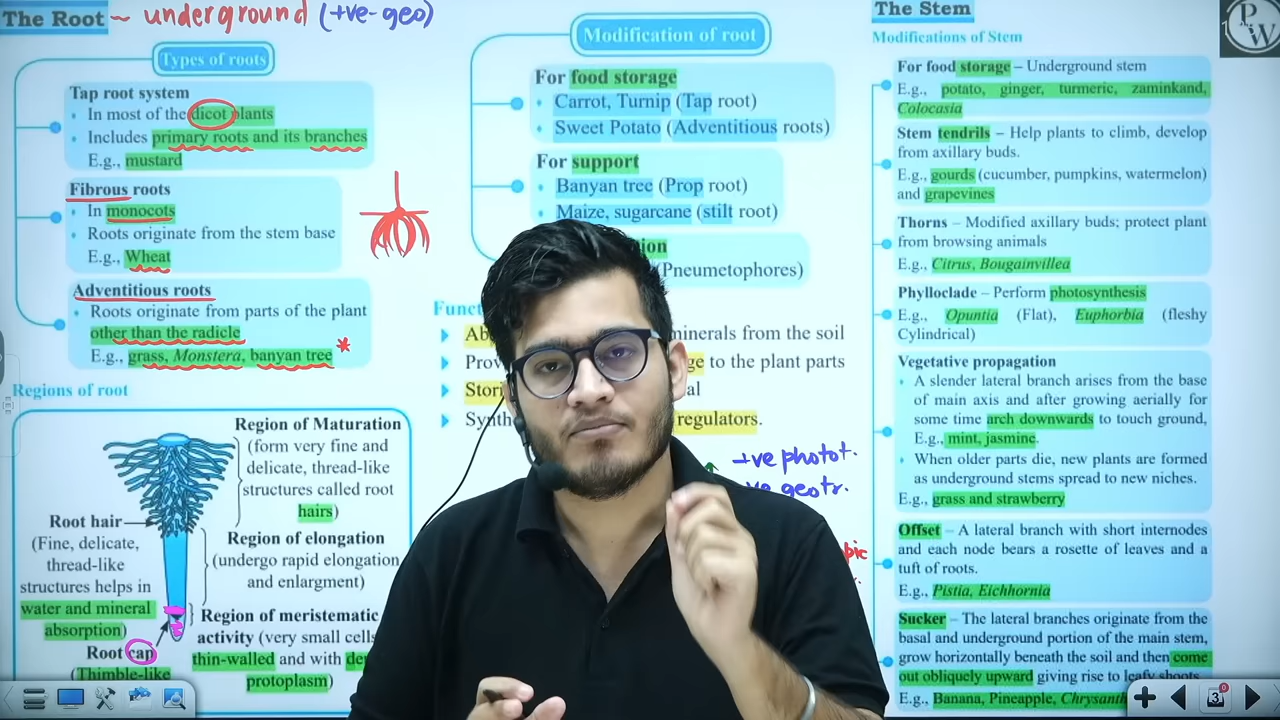 The Root ~ underground (+ve-geo)
Types of roots
Tap root system
In most of the dicot plants
Includes primary roots and its branches
E.g., mustard
Fibrous roots
In monocots
Roots originate from the stem base
E.g., Wheat
Adventitious roots
Roots originate from parts of the plant
other than the radicle
E.g., grass, Monstera, banyan tree *
Regions of root
Region of Maturation
(form very fine and
delicate, thread-like
structures called root
hairs)
Root hair
(Fine, delicate,
thread-like
structures helps in
water and mineral
absorption)
Region of elongation
(undergo rapid elongation
and enlargment)
Region of meristematic
activity (very small cells
thin-walled and with
protoplasm)
Root cap
(Thimble-like
Modification of root
For food storage
Carrot, Turnip (Tap root)
Sweet Potato (Adventitious roots)
For support
Banyan tree (Prop root)
Maize, sugarcane (stilt root)
(Pneumetophores)
minerals from the soil
to the plant parts
regulators.
+ve photot.
geotr.
The Stem
PW
Modifications of Stem
For food storage – Underground stem
E.g., potato, ginger, turmeric, zaminkand,
Colocasia
Stem tendrils – Help plants to climb, develop
from axillary buds.
E.g., gourds (cucumber, pumpkins, watermelon)
and grapevines
Thorns – Modified axillary buds; protect plant
from browsing animals
E.g., Citrus, Bougainvillea
Phylloclade – Perform photosynthesis
E.g., Opuntia (Flat), Euphorbia (fleshy
Cylindrical)
Vegetative propagation
A slender lateral branch arises from the base
of main axis and after growing aerially for
some time arch downwards to touch ground,
E.g., mint, jasmine.
When older parts die, new plants are formed
as underground stems spread to new niches.
E.g., grass and strawberry
Offset – A lateral branch with short internodes
and each node bears a rosette of leaves and a
tuft of roots.
E.g., Pistia, Eichhornia
Sucker – The lateral branches originate from the
basal and underground portion of the main stem,
grow horizontally beneath the soil and then come
out obliquely upward giving rise to leafy shoots
E.g., Banana, Pineapple,
3